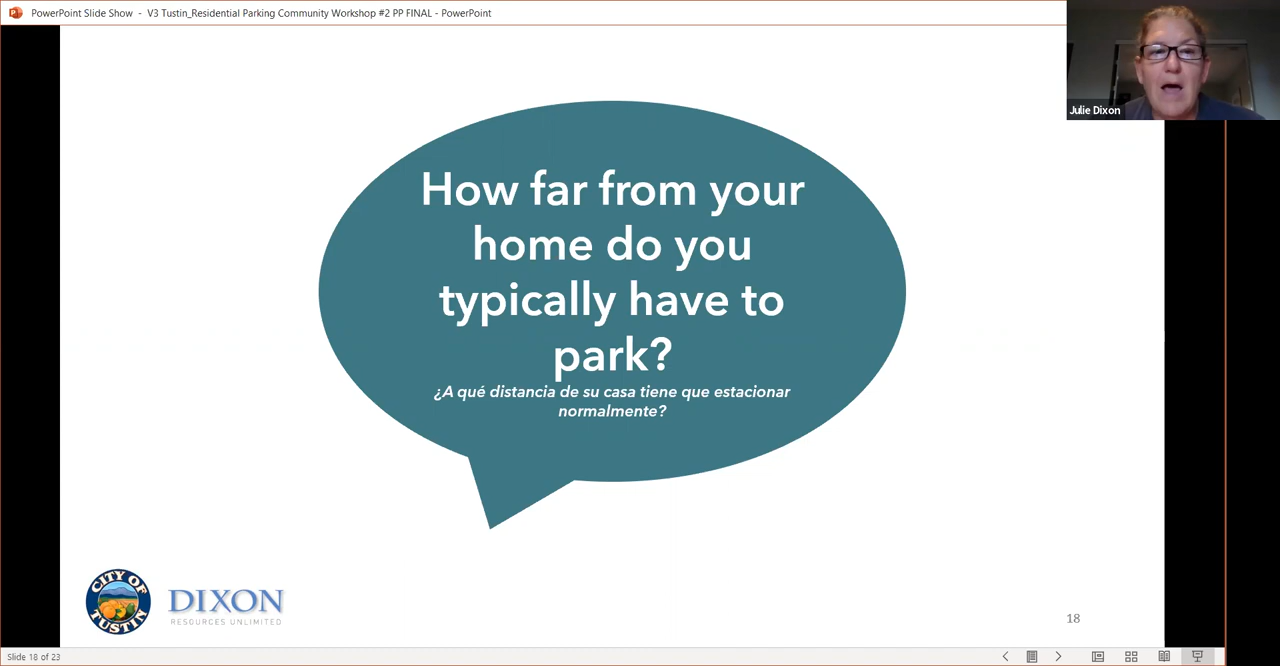 PowerPoint Slide Show - V3 Tustin_Residential Parking Community Workshop #2 PP FINAL - PowerPoint
Julie Dixon
How far from your
home do you
typically have to
park?
¿A qué distancia de su casa tiene que estacionar
normalmente?
CITY OF
TUSTIN
DIXON
RESOURCES UNLIMITED
18
Slide 18 of 23